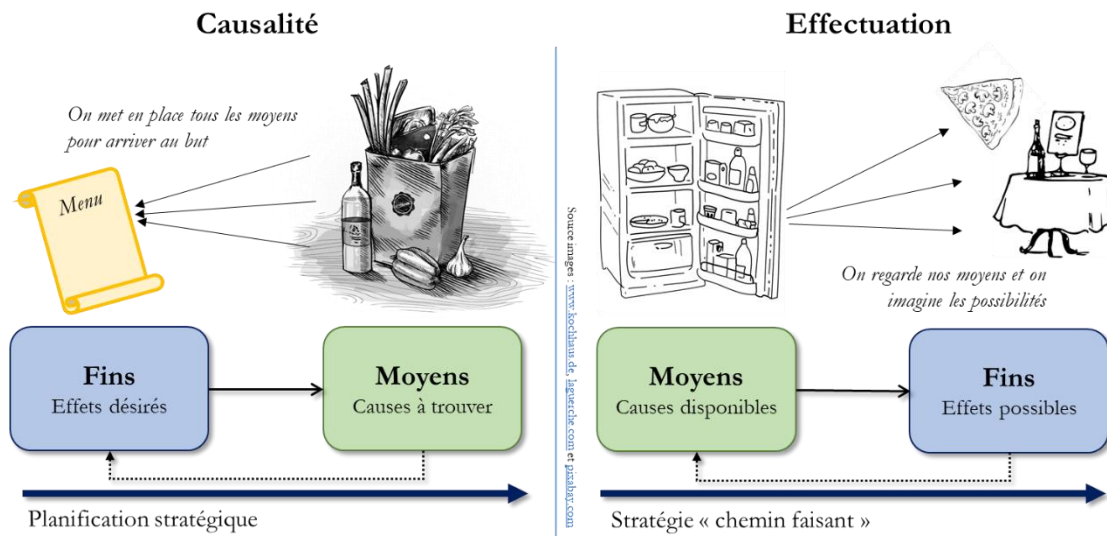 Causalité
On met en place tous les moyens
pour arriver au but
Menu
Fins
Effets désirés
Moyens
Causes à trouver
Planification stratégique
Source images : www.kochhaus.de, laguerche.com et pixabay.com
Effectuation
On regarde nos moyens et on
imagine les possibilités
Moyens
Causes disponibles
Fins
Effets possibles
Stratégie « chemin faisant »